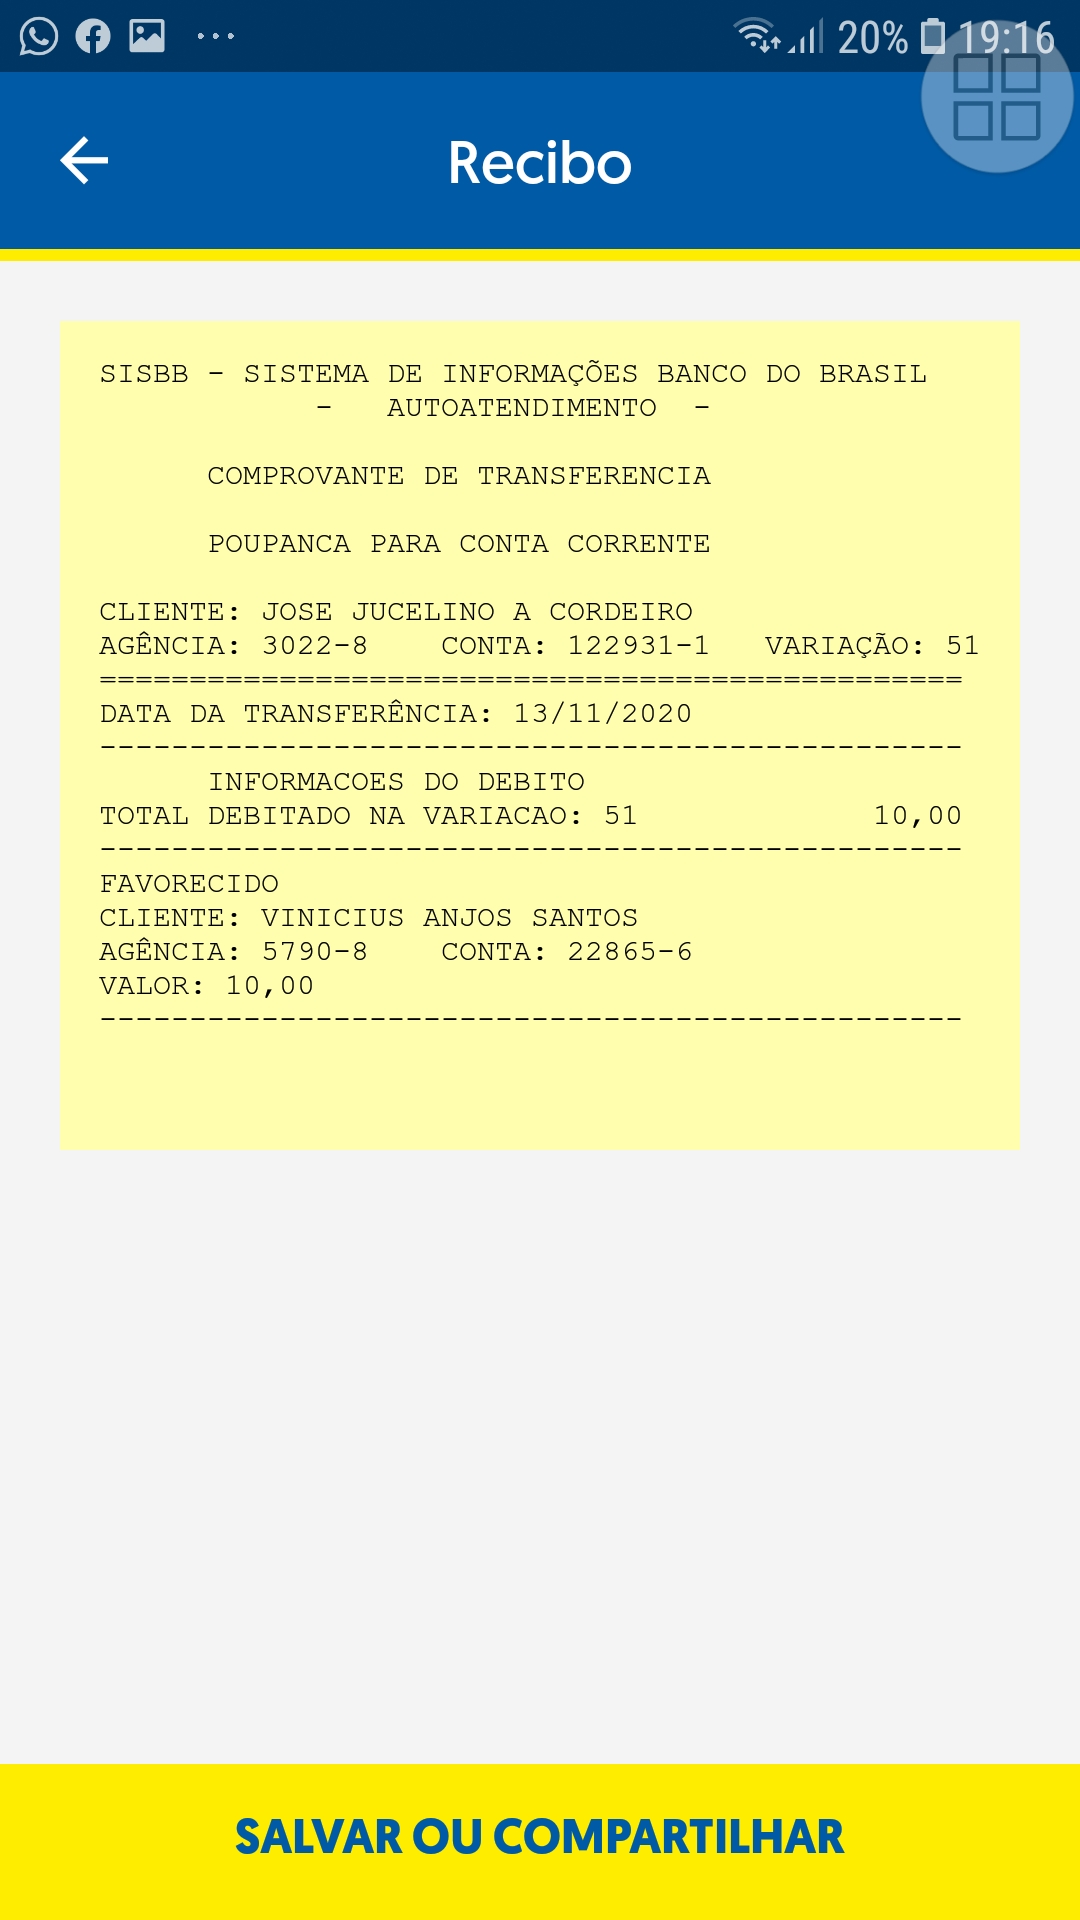 20% 19:16
Recibo
SISBB - SISTEMA DE INFORMAÇÕES BANCO DO BRASIL
- AUTOATENDIMENTO -
COMPROVANTE DE TRANSFERENCIA
POUPANCA PARA CONTA CORRENTE
CLIENTE: JOSE JUCELINO A CORDEIRO
AGÊNCIA: 3022-8 CONTA: 122931-1 VARIAÇÃO: 51
================================================
DATA DA TRANSFERÊNCIA: 13/11/2020
------------------------------------------------
INFORMACOES DO DEBITO
TOTAL DEBITADO NA VARIACAO: 51 10,00
------------------------------------------------
FAVORECIDO
CLIENTE: VINICIUS ANJOS SANTOS
AGÊNCIA: 5790-8 CONTA: 22865-6
VALOR: 10,00
------------------------------------------------
SALVAR OU COMPARTILHAR